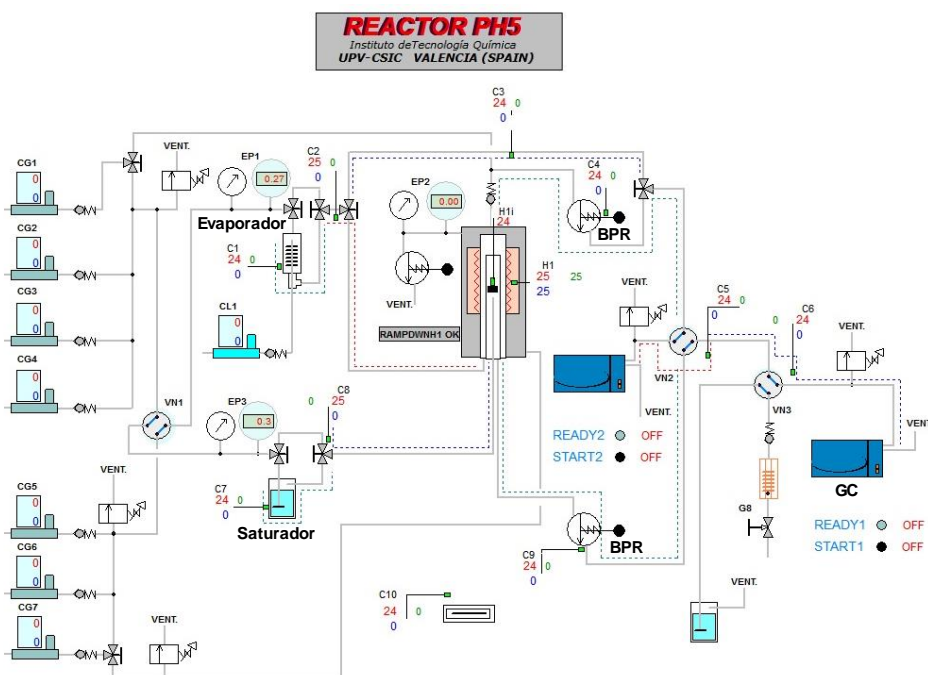 REACTOR PH5
Instituto deTecnología Química
UPV-CSIC VALENCIA (SPAIN)
C3
24 0
0
VENT.
CG1
0
0
EP1
0.27
C2
25 0
0
EP2
0.00
C4
24 0
0
BPR
H1i
24
Evaporador
CG2
0
0
C1
24 0
0
H1
25 25
25
VENT.
CG3
0
0
CL1
0
0
RAMPDWNH1 OK
VENT.
C5
24 0
0
C6
0 24
0
VENT.
CG4
0
0
VN1
VN2
VN3
VENT.
VENT.
EP3
0.3
C8
0 25
0
READY2 OFF
START2 OFF
VENT.
CG5
0
0
C7
24 0
0
Saturador
GC
G8
READY1 OFF
START1 OFF
CG6
0
0
BPR
C9
24 0
0
VENT.
CG7
0
0
VENT.
C10
24 0
0